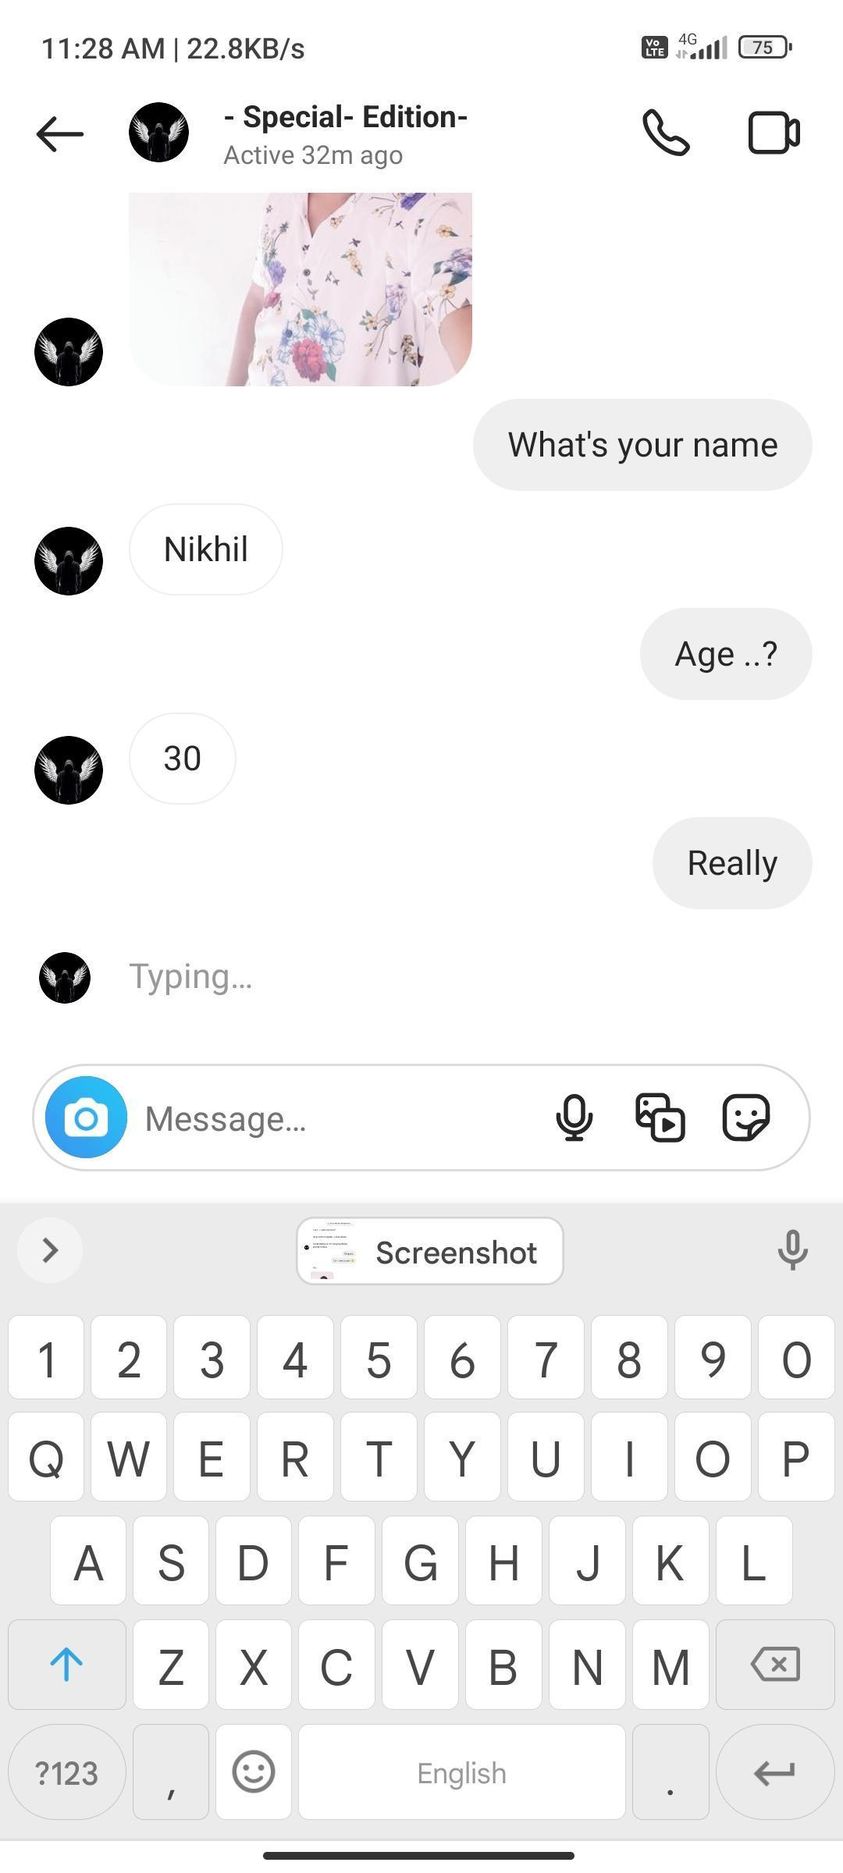 11:28 AM | 22.8KB/s
Vo LTE 4G 75
- Special- Edition-
Active 32m ago
What's your name
Nikhil
Age ..?
30
Really
Typing...
Message...
Screenshot
1 2 3 4 5 6 7 8 9 0
Q W E R T Y U I O P
A S D F G H J K L
Z X C V B N M
?123 , English .